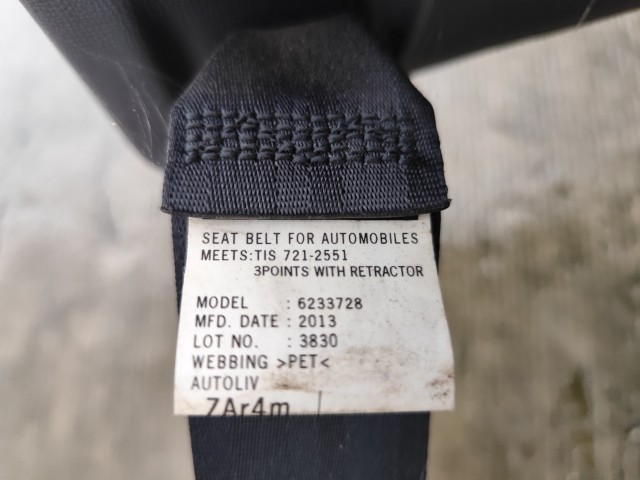 SEAT BELT FOR AUTOMOBILES
MEETS:TIS 721-2551
3POINTS WITH RETRACTOR
MODEL : 6233728
MFD. DATE : 2013
LOT NO. : 3830
WEBBING >PET<
AUTOLIV
7Ar4m